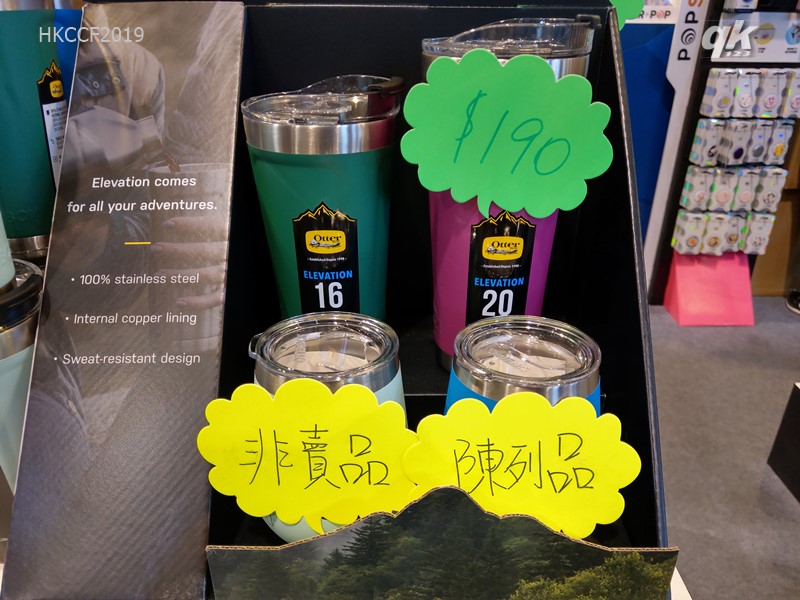 HKCCF2019
qk
Elevation comes
for all your adventures.
• 100% stainless steel
• Internal copper lining
• Sweat-resistant design
$190
Otter
ELEVATION
16
Otter
ELEVATION
20
非賣品
陳列品
POPS